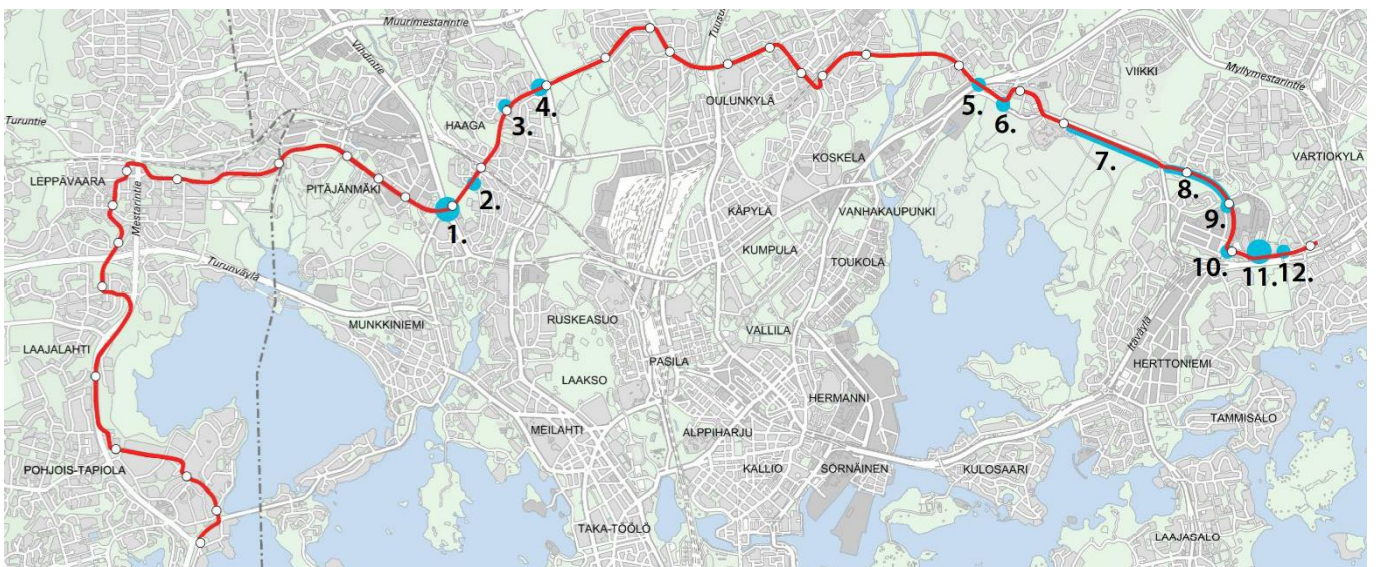 Muurimestarintie
Vihdintie
Tuusu
Turuntie
HAAGA
3.
4.
OULUNKYLÄ
VIIKKI
Myllymestarintie
5.
6.
KOSKELA
7.
VARTIOKYLÄ
LEPPÄVAARA
Mestarintie
PITÄJÄNMÄKI
2.
1.
KÄPYLÄ
VANHAKAUPUNKI
8.
9.
KUMPULA
TOUKOLA
10.
11.
12.
Turunväylä
MUNKKINIEMI
RUSKEASUO
VALLILA
Itäväylä
LAAJALAHTI
LAAKSO
PASILA
HERTTONIEMI
HERMANNI
TAMMISALO
MEILAHTI
ALPPIHARJU
POHJOIS-TAPIOLA
KALLIO
SÖRNÄINEN
KULOSAARI
TAKA-TÖÖLÖ
LAAJASALO